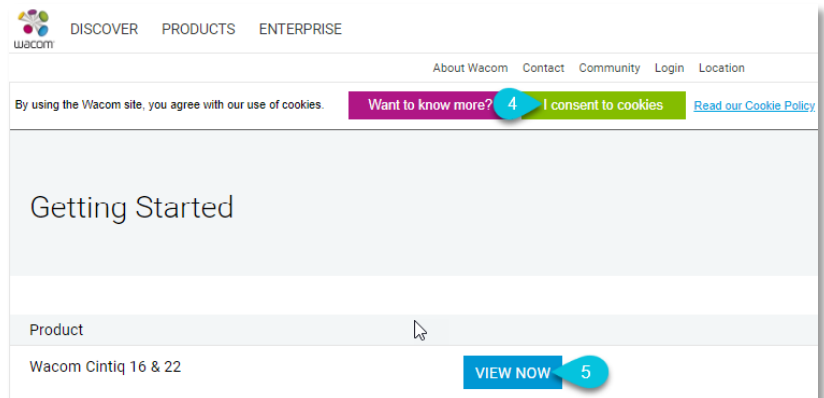 wacom
DISCOVER PRODUCTS ENTERPRISE
About Wacom Contact Community Login Location
By using the Wacom site, you agree with our use of cookies. Want to know more? 4 I consent to cookies Read our Cookie Policy
Getting Started
Product
Wacom Cintiq 16 & 22 VIEW NOW 5